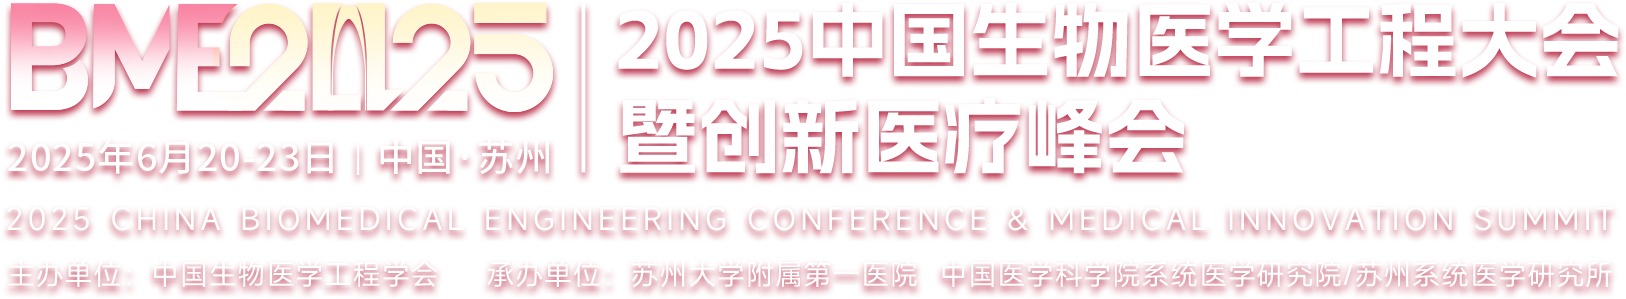 BME2025
2025年6月20-23日 | 中国·苏州
2025中国生物医学工程大会
暨创新医疗峰会
2025 CHINA BIOMEDICAL ENGINEERING CONFERENCE & MEDICAL INNOVATION SUMMIT
主办单位：中国生物医学工程学会 承办单位：苏州大学附属第一医院 中国医学科学院系统医学研究院/苏州系统医学研究所